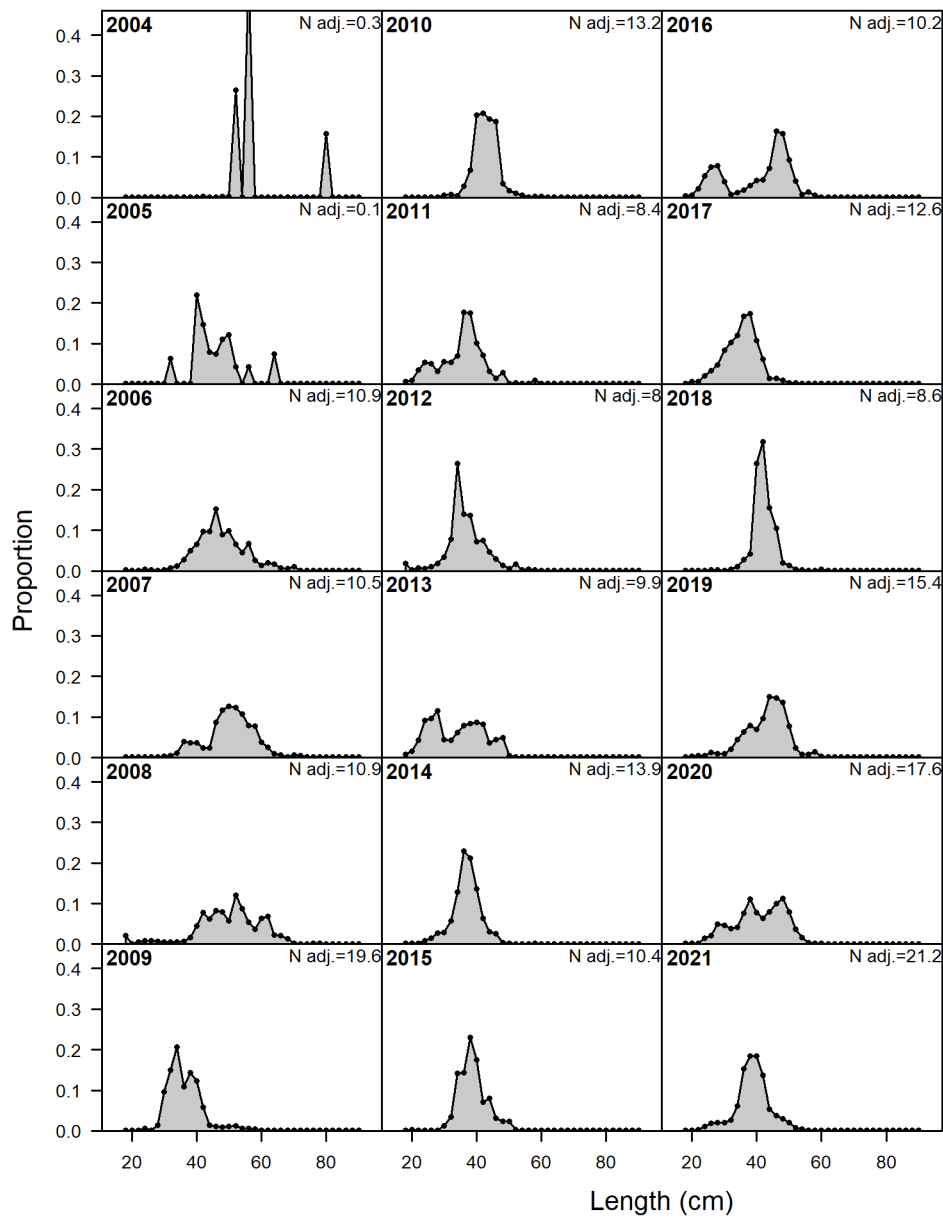 2004 N adj.=0.3
2010 N adj.=13.2
2016 N adj.=10.2
0.4
0.3
0.2
0.1
0.0
2005 N adj.=0.1
2011 N adj.=8.4
2017 N adj.=12.6
0.4
0.3
0.2
0.1
0.0
2006 N adj.=10.9
2012 N adj.=8
2018 N adj.=8.6
0.4
0.3
0.2
0.1
0.0
Proportion
2007 N adj.=10.5
2013 N adj.=9.9
2019 N adj.=15.4
0.4
0.3
0.2
0.1
0.0
2008 N adj.=10.9
2014 N adj.=13.9
2020 N adj.=17.6
0.4
0.3
0.2
0.1
0.0
2009 N adj.=19.6
2015 N adj.=10.4
2021 N adj.=21.2
0.4
0.3
0.2
0.1
0.0
20 40 60 80 20 40 60 80 20 40 60 80
Length (cm)